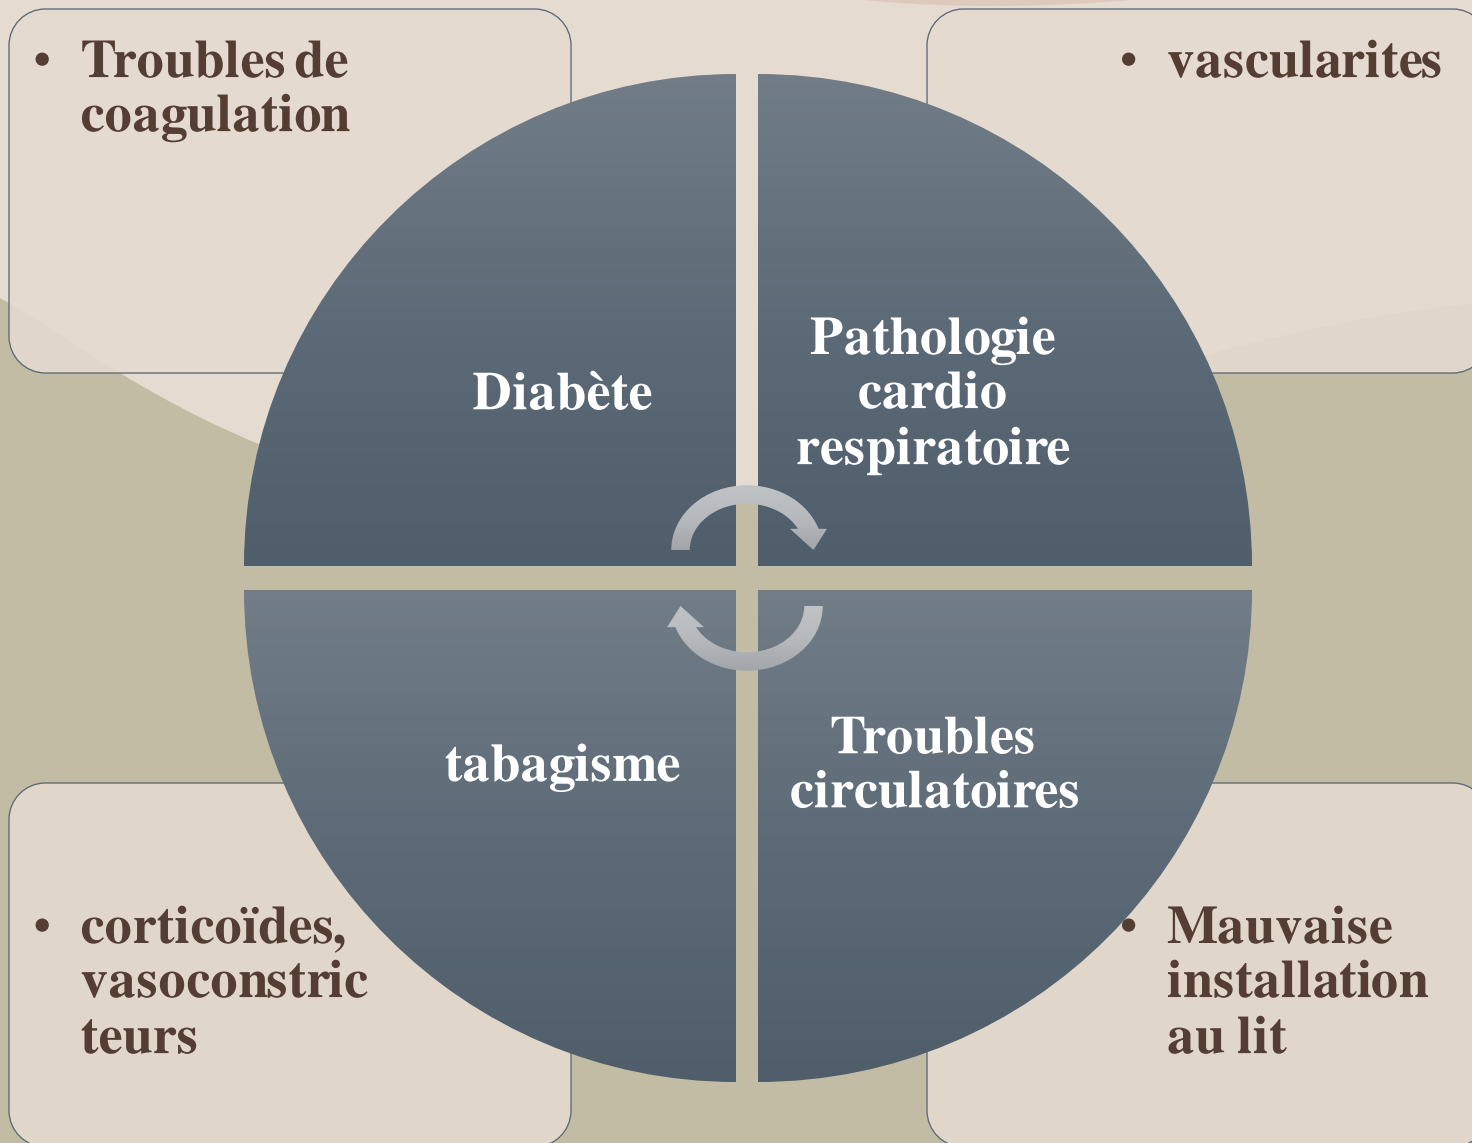 • Troubles de
coagulation
• vascularites
Diabète
Pathologie
cardio
respiratoire
tabagisme
Troubles
circulatoires
• corticoïdes,
vasoconstric
teurs
• Mauvaise
installation
au lit